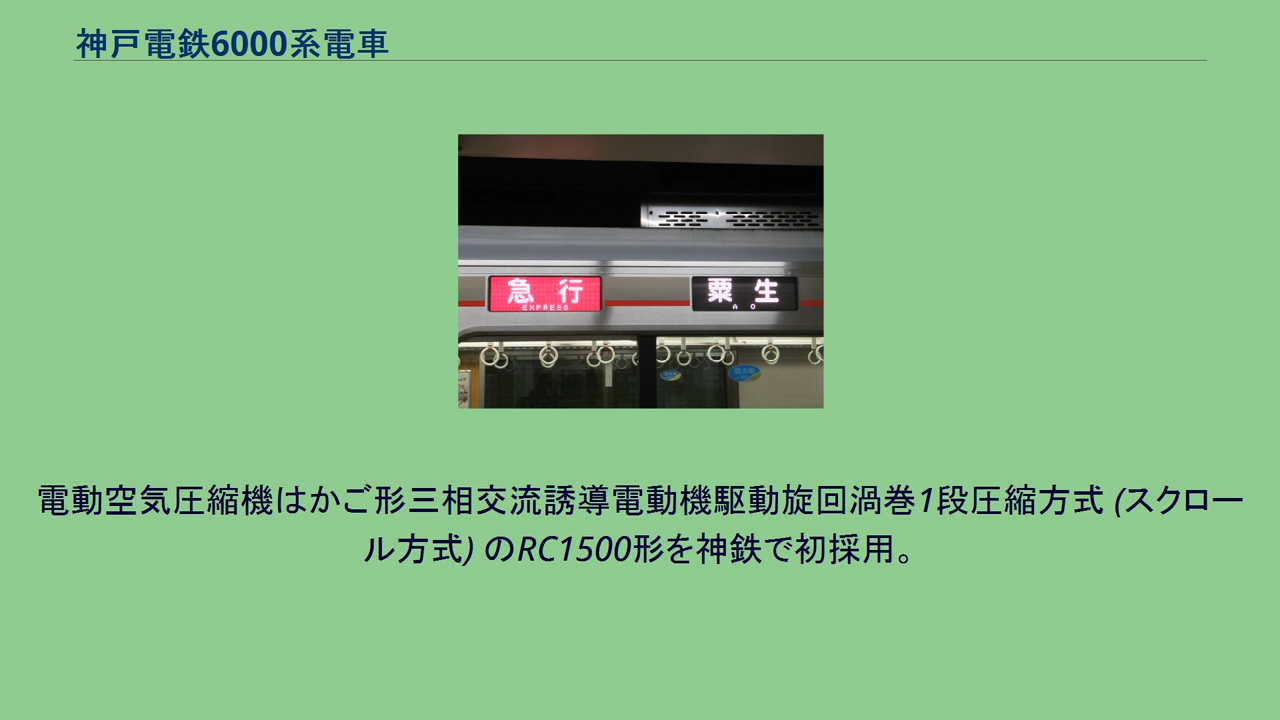 神戸電鉄6000系電車
急行 粟生
EXPRESS AO
電動空気圧縮機はかご形三相交流誘導電動機駆動旋回渦巻1段圧縮方式 (スクロー
ル方式) のRC1500形を神鉄で初採用。